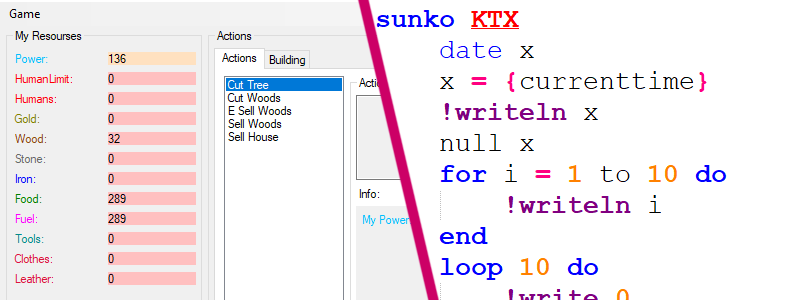 Game
My Resourses
Power: 136
HumanLimit: 0
Humans: 0
Gold: 0
Wood: 32
Stone: 0
Iron: 0
Food: 289
Fuel: 289
Tools: 0
Clothes: 0
Leather: 0
Actions
Actions Building
Cut Tree
Cut Woods
E Sell Woods
Sell Woods
Sell House
Info:
My Power
sunko KTX
date x
x = {currenttime}
!writeln x
null x
for i = 1 to 10 do
!writeln i
end
loop 10 do
!write 0